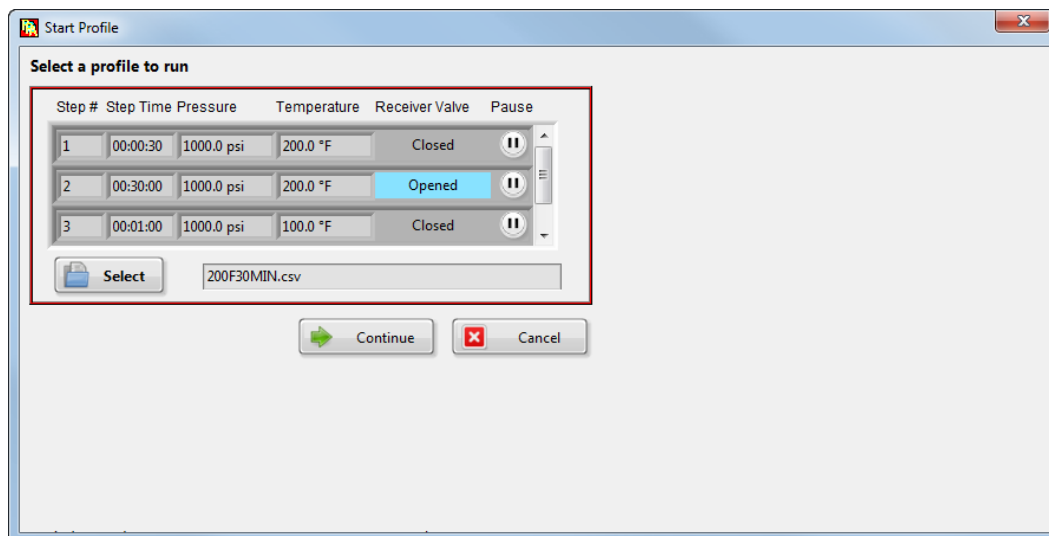 Start Profile
Select a profile to run
Step # Step Time Pressure Temperature Receiver Valve Pause
1 00:00:30 1000.0 psi 200.0 °F Closed
2 00:30:00 1000.0 psi 200.0 °F Opened
3 00:01:00 1000.0 psi 100.0 °F Closed
Select 200F30MIN.csv
Continue Cancel